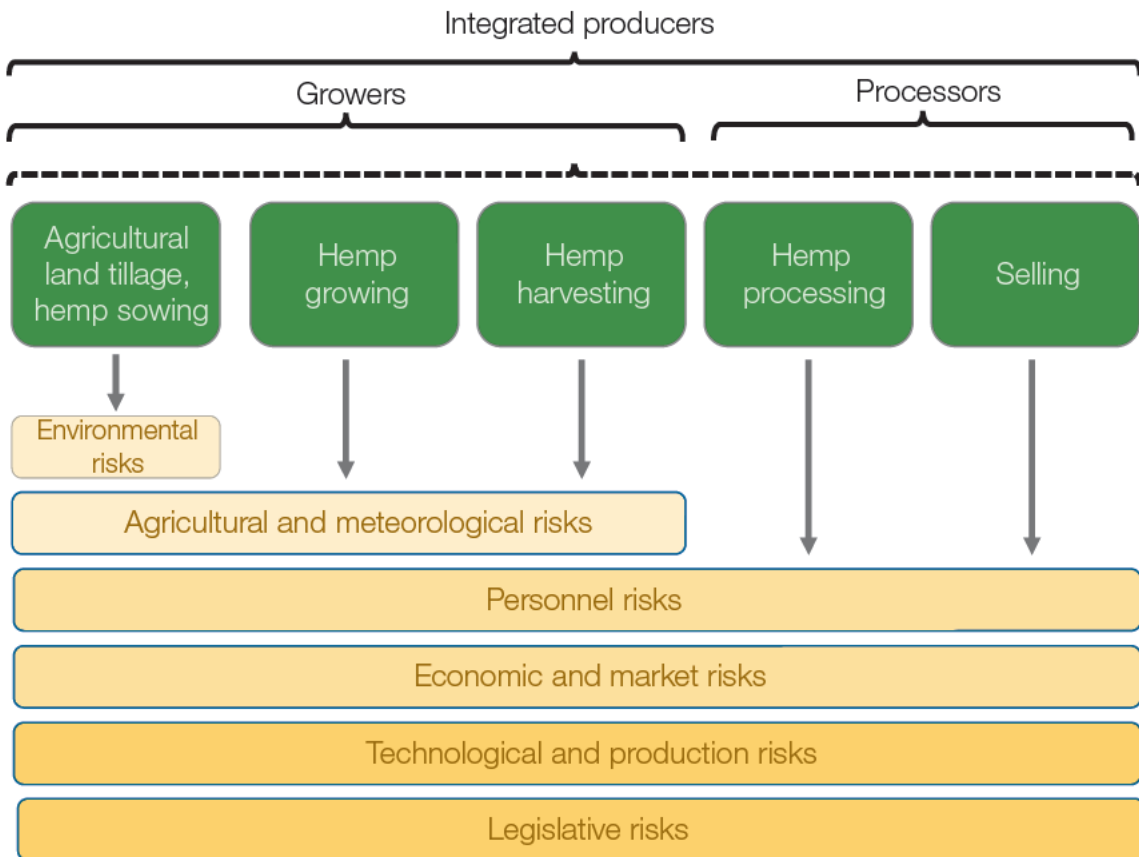 Integrated producers
Growers
Processors
Agricultural
land tillage,
hemp sowing
Hemp
growing
Hemp
harvesting
Hemp
processing
Selling
Environmental
risks
Agricultural and meteorological risks
Personnel risks
Economic and market risks
Technological and production risks
Legislative risks